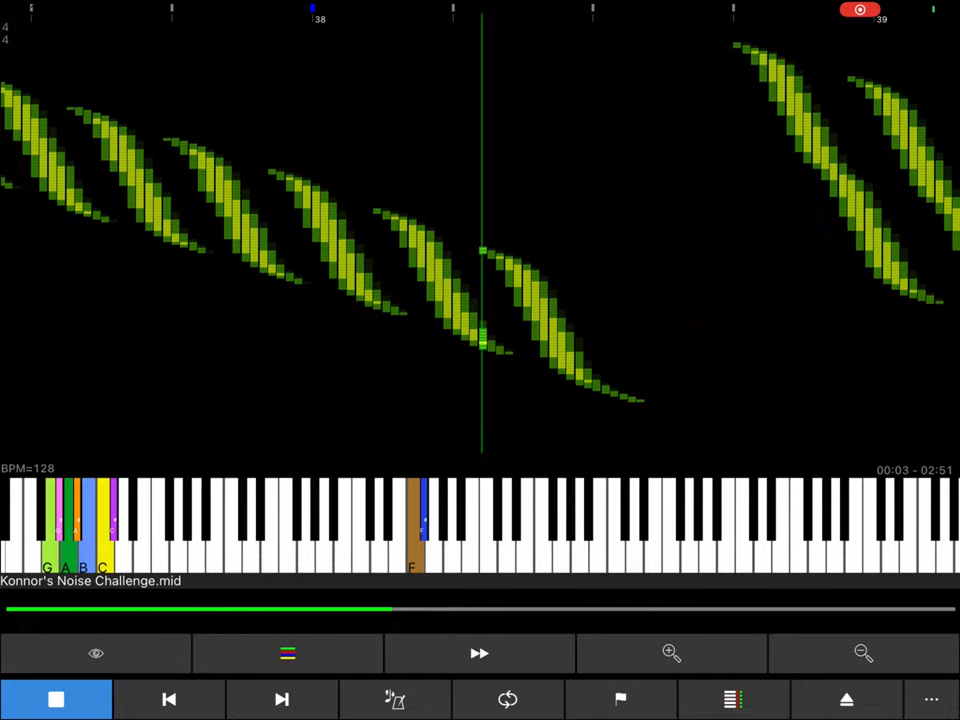 38
39
4
4
BPM=128
00:03 - 02:51
G A B C F
Konnor's Noise Challenge.mid